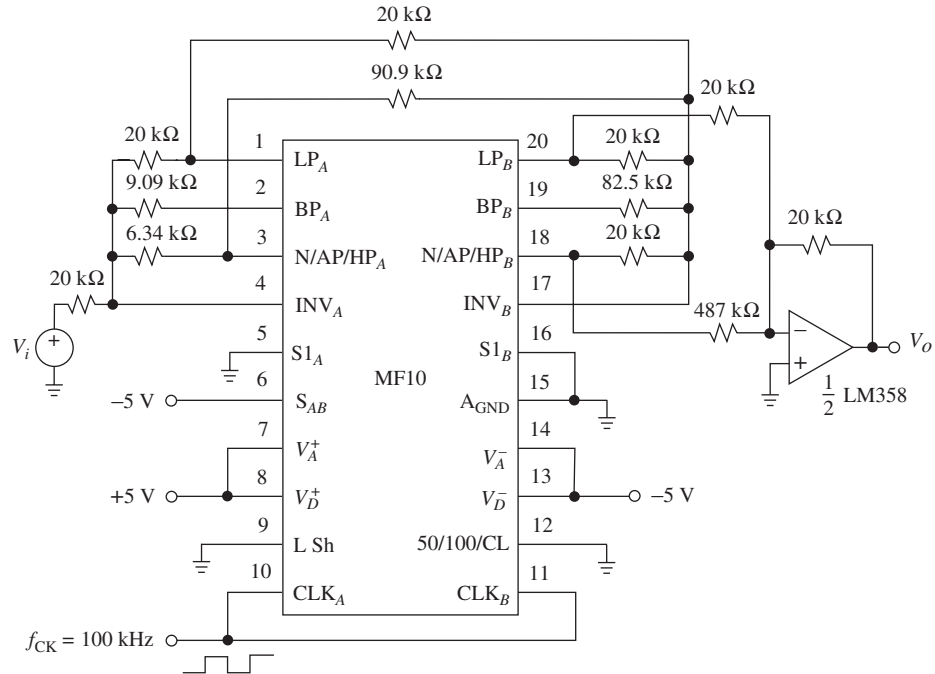 20 kΩ
90.9 kΩ
20 kΩ
20 kΩ
1
LP_A
20
LP_B
20 kΩ
9.09 kΩ
2
BP_A
19
BP_B
82.5 kΩ
6.34 kΩ
3
N/AP/HP_A
18
N/AP/HP_B
20 kΩ
20 kΩ
20 kΩ
4
INV_A
17
INV_B
487 kΩ
V_i
+
5
S1_A
16
S1_B
−
+
V_O
½ LM358
MF10
−5 V
6
S_AB
15
A_GND
7
V_A^+
14
V_A^−
+5 V
8
V_D^+
13
V_D^−
−5 V
9
L Sh
12
50/100/CL
10
CLK_A
11
CLK_B
f_CK = 100 kHz